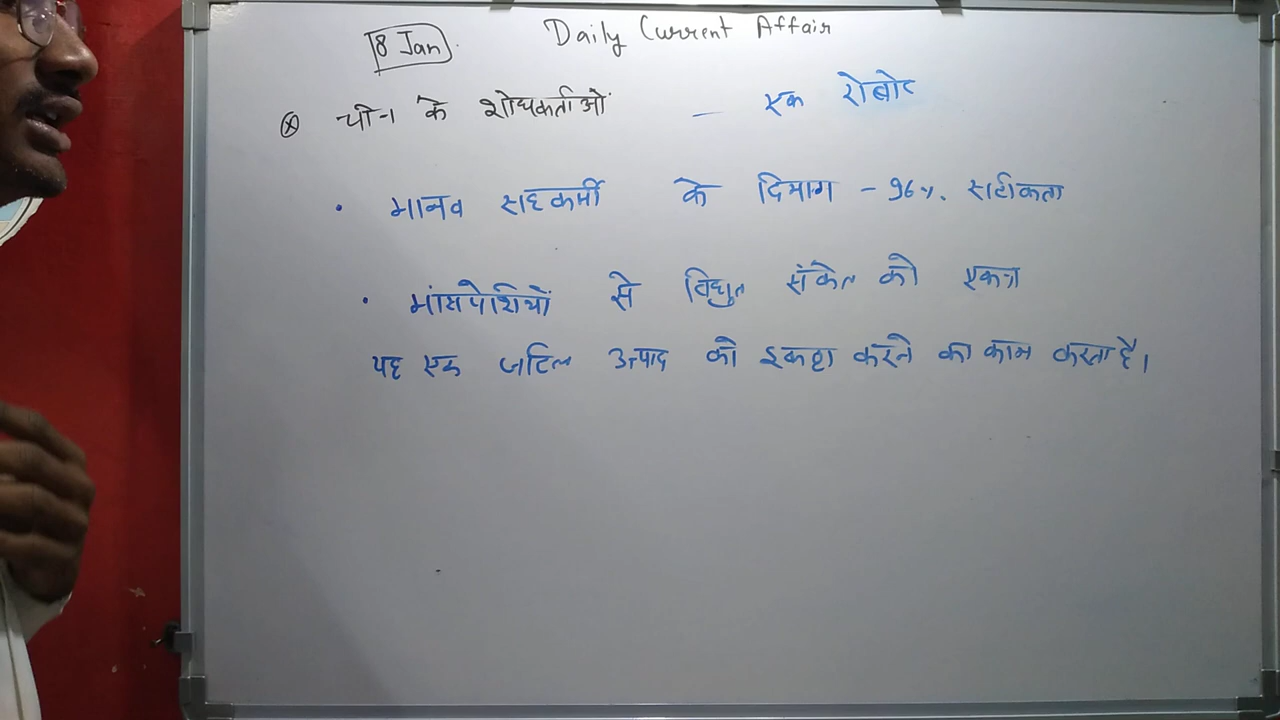 8 Jan Daily Current Affair
चीन के शोधकर्ताओं — एक रोबोट
• मानव सहकर्मी के दिमाग - 96%. सटीकता
• मांसपेशियों से विधुत संकेत को एकत्र
यह एक जटिल उत्पाद को इकट्ठा करने का काम करता है।